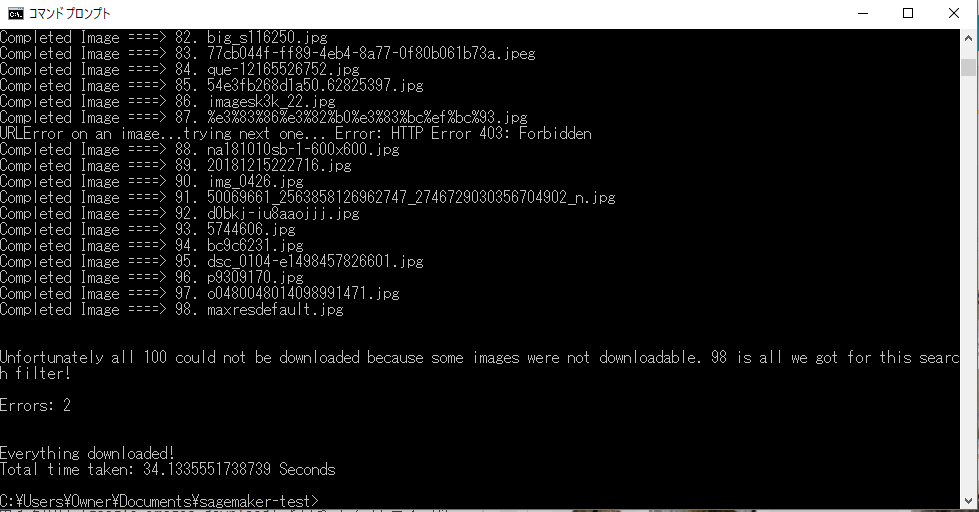 コマンド プロンプト
Completed Image ====> 82. big_s116250.jpg
Completed Image ====> 83. 77cb044f-ff89-4eb4-8a77-0f80b061b73a.jpeg
Completed Image ====> 84. que-12165526752.jpg
Completed Image ====> 85. 54e3fb268d1a50.62825397.jpg
Completed Image ====> 86. imagesk3k_22.jpg
Completed Image ====> 87. %e3%83%86%e3%82%b0%e3%83%bc%ef%bc%93.jpg
URLError on an image...trying next one... Error: HTTP Error 403: Forbidden
Completed Image ====> 88. na181010sb-1-600x600.jpg
Completed Image ====> 89. 20181215222716.jpg
Completed Image ====> 90. img_0426.jpg
Completed Image ====> 91. 50069661_2563858126962747_2746729030356704902_n.jpg
Completed Image ====> 92. d0bkj-iu8aaojjj.jpg
Completed Image ====> 93. 5744606.jpg
Completed Image ====> 94. bc9c6231.jpg
Completed Image ====> 95. dsc_0104-e1498457826601.jpg
Completed Image ====> 96. p9309170.jpg
Completed Image ====> 97. o0480048014098991471.jpg
Completed Image ====> 98. maxresdefault.jpg
Unfortunately all 100 could not be downloaded because some images were not downloadable. 98 is all we got for this searc
h filter!
Errors: 2
Everything downloaded!
Total time taken: 34.1335551738739 Seconds
C:¥Users¥Owner¥Documents¥sagemaker-test>